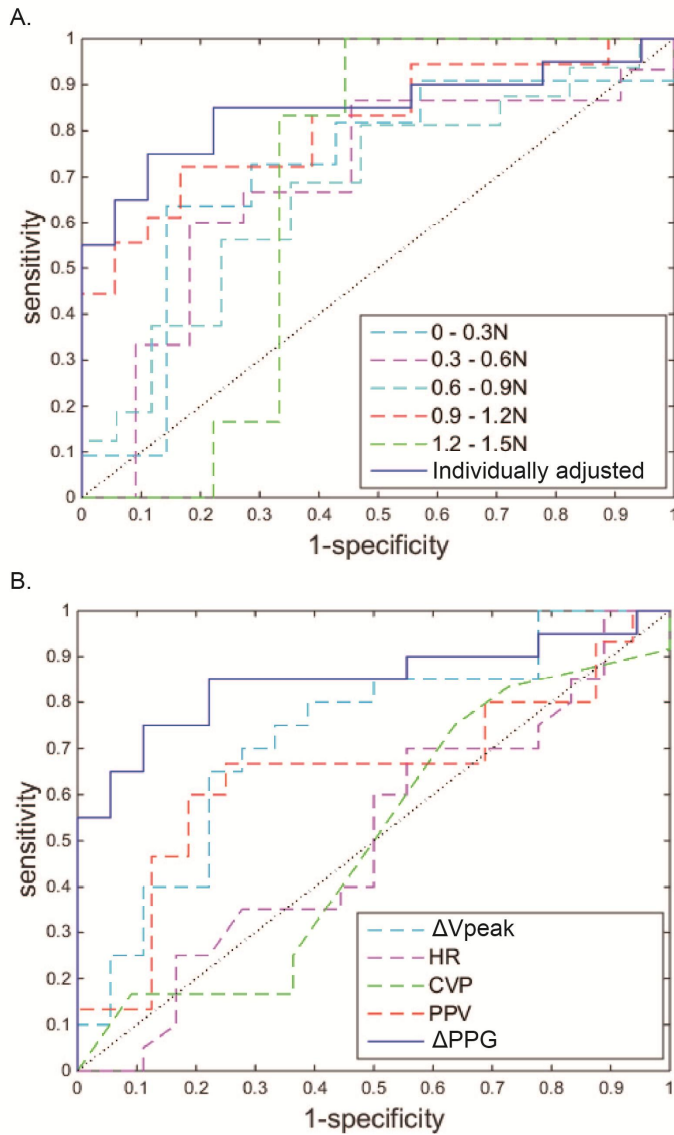 A.
1
0.9
0.8
0.7
0.6
0.5
0.4
0.3
0.2
0.1
0
sensitivity
0 - 0.3N
0.3 - 0.6N
0.6 - 0.9N
0.9 - 1.2N
1.2 - 1.5N
Individually adjusted
0 0.1 0.2 0.3 0.4 0.5 0.6 0.7 0.8 0.9 1
1-specificity
B.
1
0.9
0.8
0.7
0.6
0.5
0.4
0.3
0.2
0.1
0
sensitivity
ΔVpeak
HR
CVP
PPV
ΔPPG
0 0.1 0.2 0.3 0.4 0.5 0.6 0.7 0.8 0.9 1
1-specificity